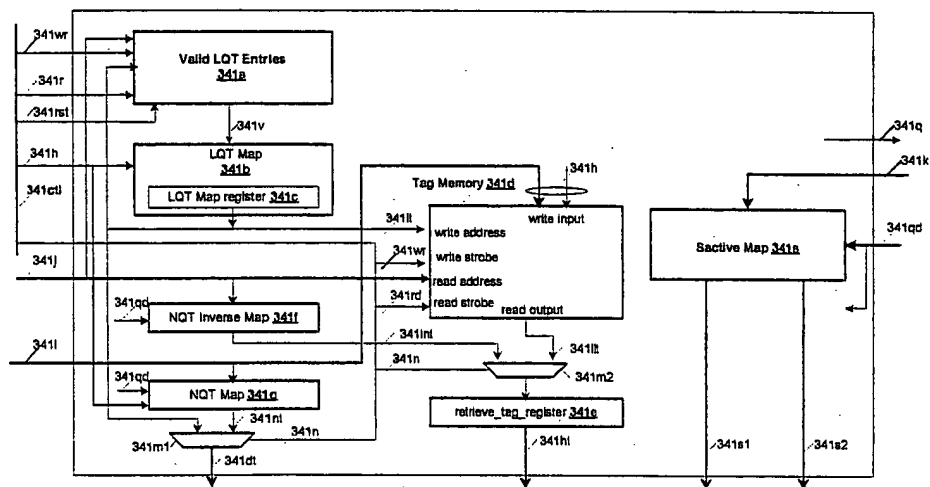 341wr
Valid LQT Entries
341a
341r
341rst
341v
341q
341h
LQT Map
341b
341h
341k
341ctl
Tag Memory 341d
LQT Map register 341c
write input
341lt
write address
Sactive Map 341s
341qd
341wr
write strobe
341j
read address
341rd
read strobe
341qd
NQT Inverse Map 341f
read output
341ini
341i
341n
341lt
341qd
341m2
NQT Map 341g
retrieve_tag_register 341e
341nt
341n
341m1
341dt
341ht
341s1
341s2